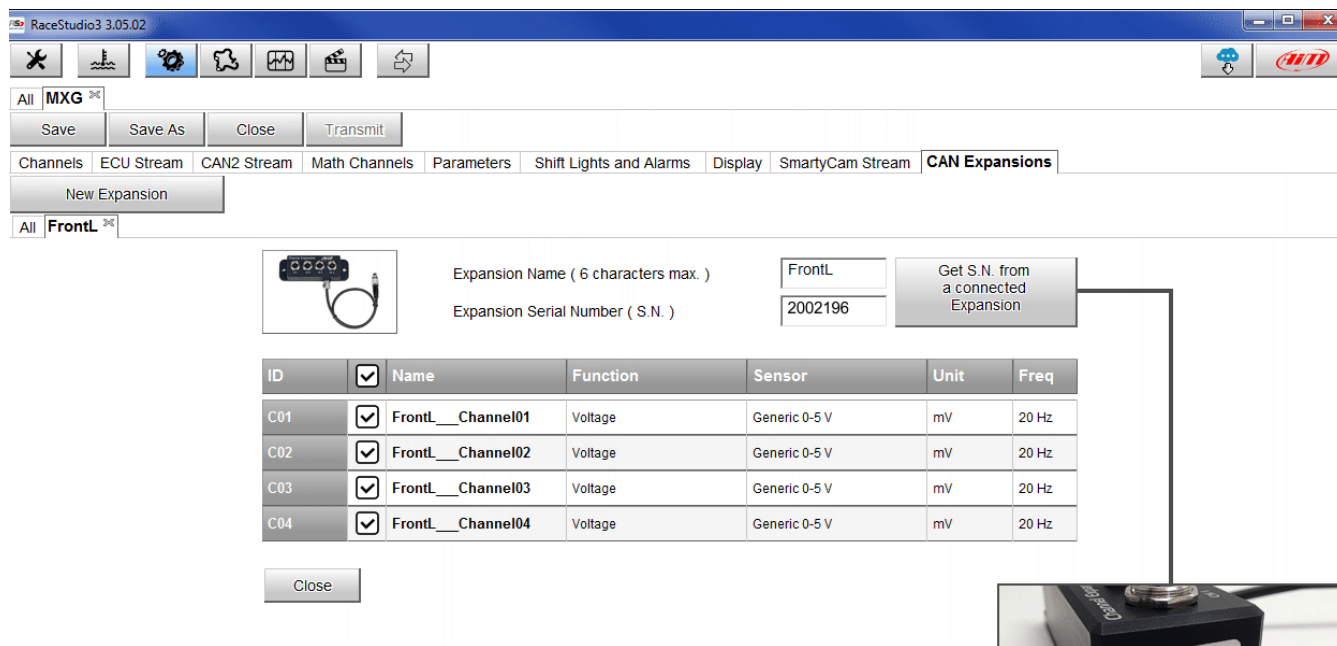 RaceStudio3 3.05.02
AiM
All MXG
Save Save As Close Transmit
Channels ECU Stream CAN2 Stream Math Channels Parameters Shift Lights and Alarms Display SmartyCam Stream CAN Expansions
New Expansion
All FrontL
Expansion Name ( 6 characters max. ) FrontL
Expansion Serial Number ( S.N. ) 2002196
Get S.N. from
a connected
Expansion
ID Name Function Sensor Unit Freq
C01 FrontL___Channel01 Voltage Generic 0-5 V mV 20 Hz
C02 FrontL___Channel02 Voltage Generic 0-5 V mV 20 Hz
C03 FrontL___Channel03 Voltage Generic 0-5 V mV 20 Hz
C04 FrontL___Channel04 Voltage Generic 0-5 V mV 20 Hz
Close
Channel